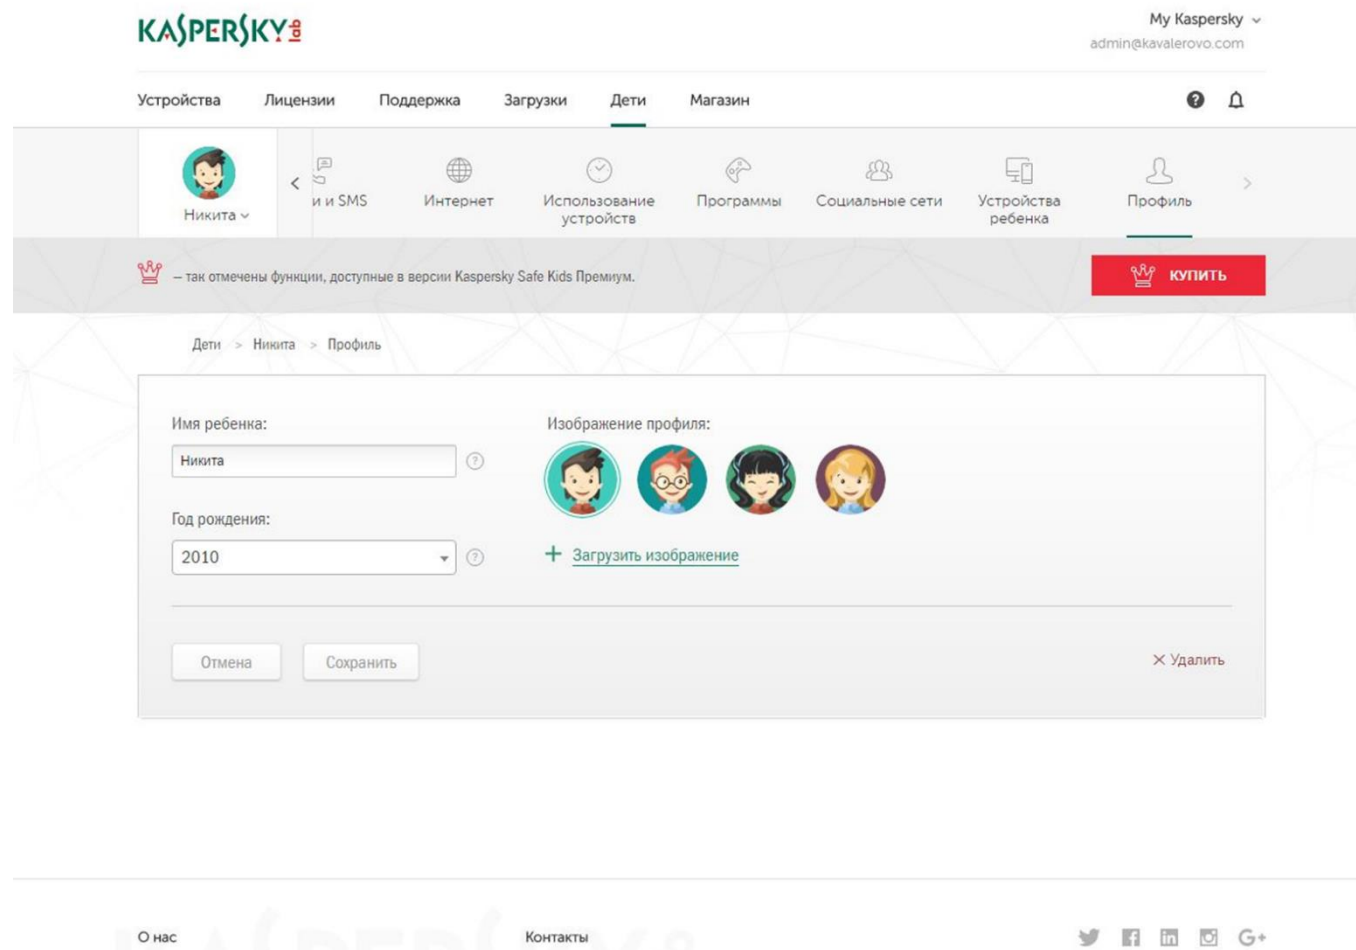 KASPERSKY lab
My Kaspersky
admin@kavalerovo.com
Устройства Лицензии Поддержка Загрузки Дети Магазин
Никита
и и SMS
Интернет
Использование
устройств
Программы
Социальные сети
Устройства
ребенка
Профиль
– так отмечены функции, доступные в версии Kaspersky Safe Kids Премиум.
КУПИТЬ
Дети > Никита > Профиль
Имя ребенка:
Никита
Год рождения:
2010
Изображение профиля:
+ Загрузить изображение
Отмена
Сохранить
× Удалить
О нас
Контакты
KASPERSKY